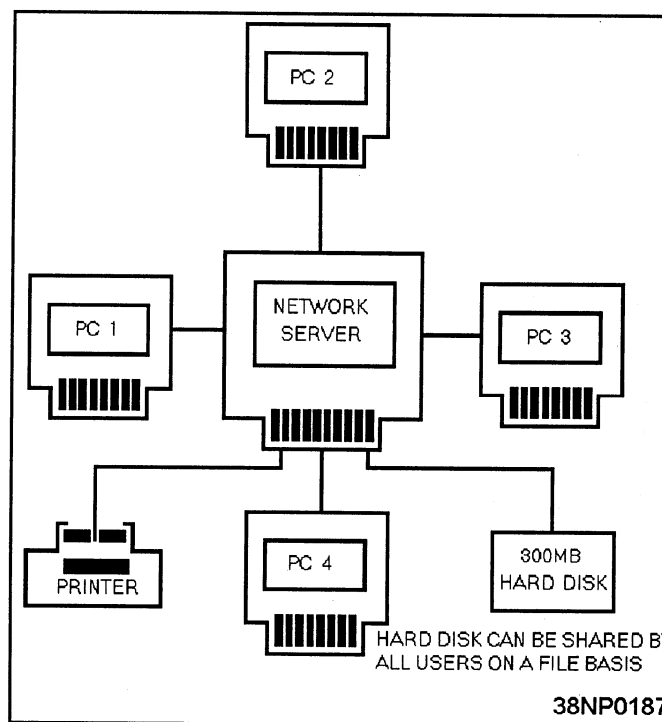 PC 2
NETWORK
SERVER
PC 1
PC 3
PRINTER
PC 4
300MB
HARD DISK
HARD DISK CAN BE SHARED BY
ALL USERS ON A FILE BASIS
38NP0187